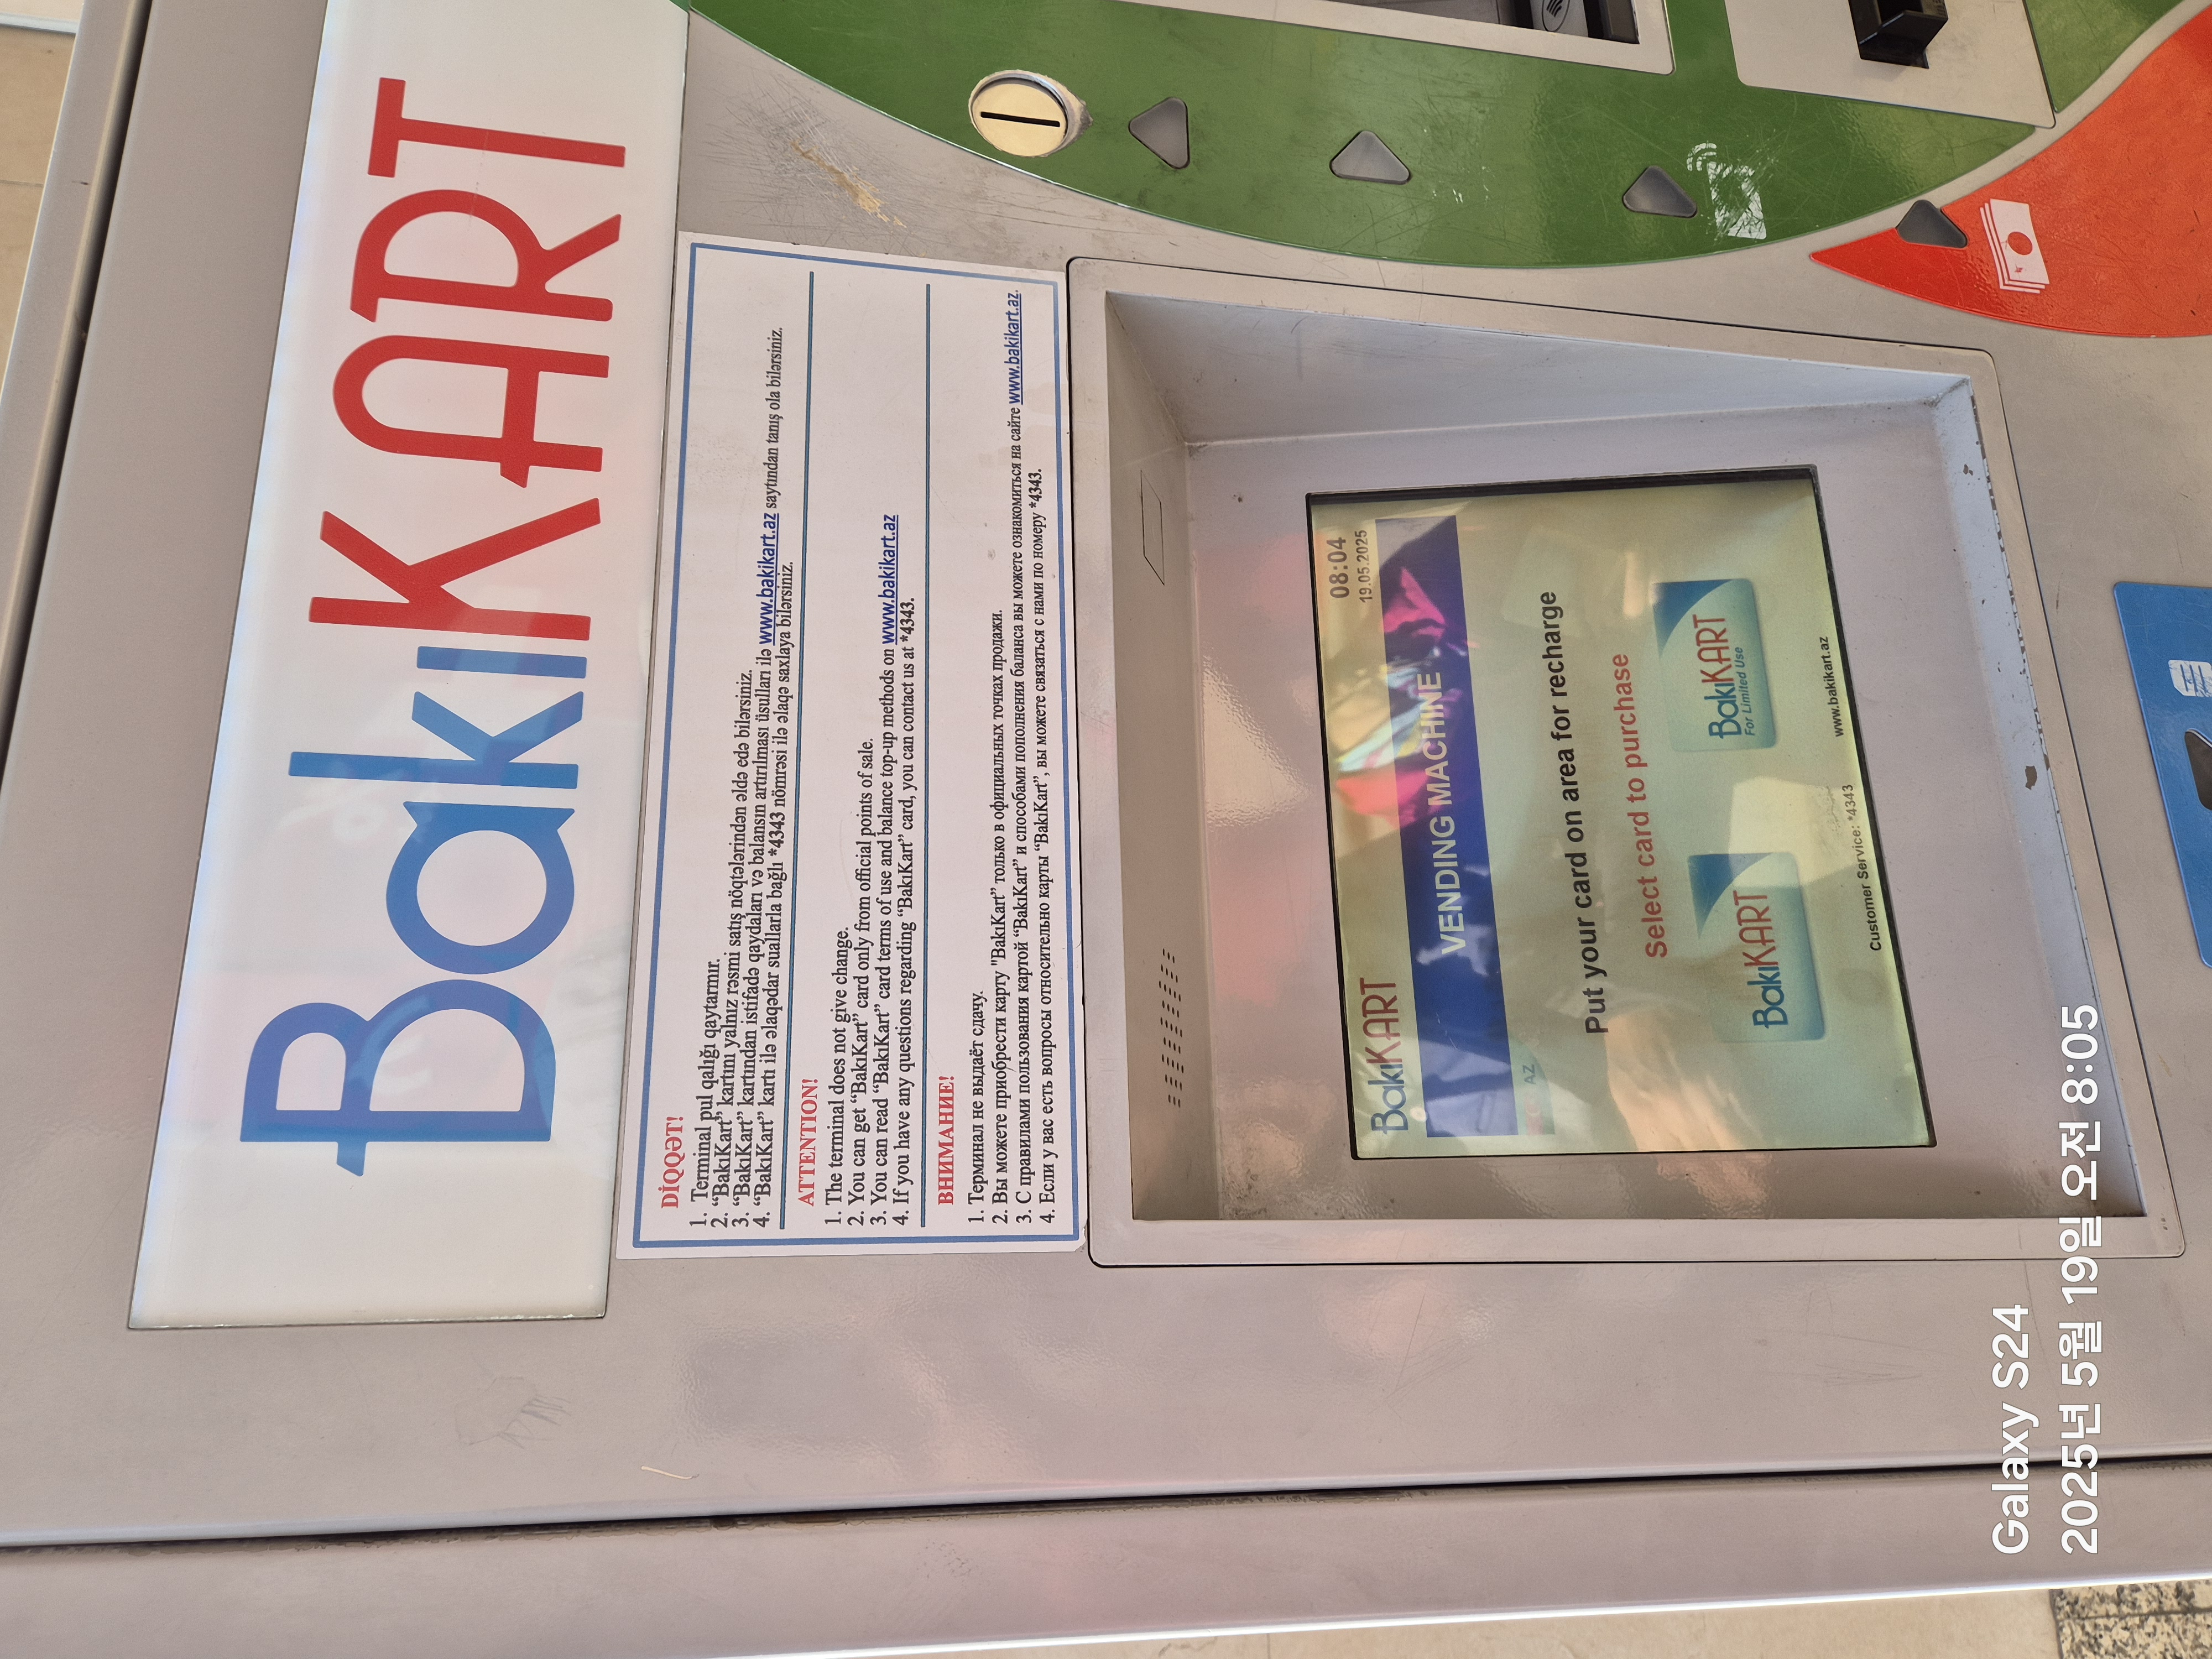 BakıKART
DİQQƏT!
1. Terminal pul qalığı qaytarmır.
2. “BakıKart” kartını yalnız rəsmi satış nöqtələrindən əldə edə bilərsiniz.
3. “BakıKart” kartından istifadə qaydaları və balansın artırılması üsulları ilə www.bakikart.az saytından tanış ola bilərsiniz.
4. “BakıKart” kartı ilə əlaqədar suallarla bağlı *4343 nömrəsi ilə əlaqə saxlaya bilərsiniz.
ATTENTION!
1. The terminal does not give change.
2. You can get “BakıKart” card only from official points of sale.
3. You can read “BakıKart” card terms of use and balance top-up methods on www.bakikart.az
4. If you have any questions regarding “BakıKart” card, you can contact us at *4343.
ВНИМАНИЕ!
1. Терминал не выдаёт сдачу.
2. Вы можете приобрести карту "BakıKart” только в официальных точках продажи.
3. С правилами пользования картой “BakıKart” и способами пополнения баланса вы можете ознакомиться на сайте www.bakikart.az.
4. Если у вас есть вопросы относительно карты “BakıKart”, вы можете связаться с нами по номеру *4343.
BakıKART 08:04
19.05.2025
VENDING MACHINE
AZ
Put your card on area for recharge
Select card to purchase
BakıKART BakıKART
For Limited Use
Customer Service: *4343 www.bakikart.az
Galaxy S24
2025년 5월 19일 오전 8:05